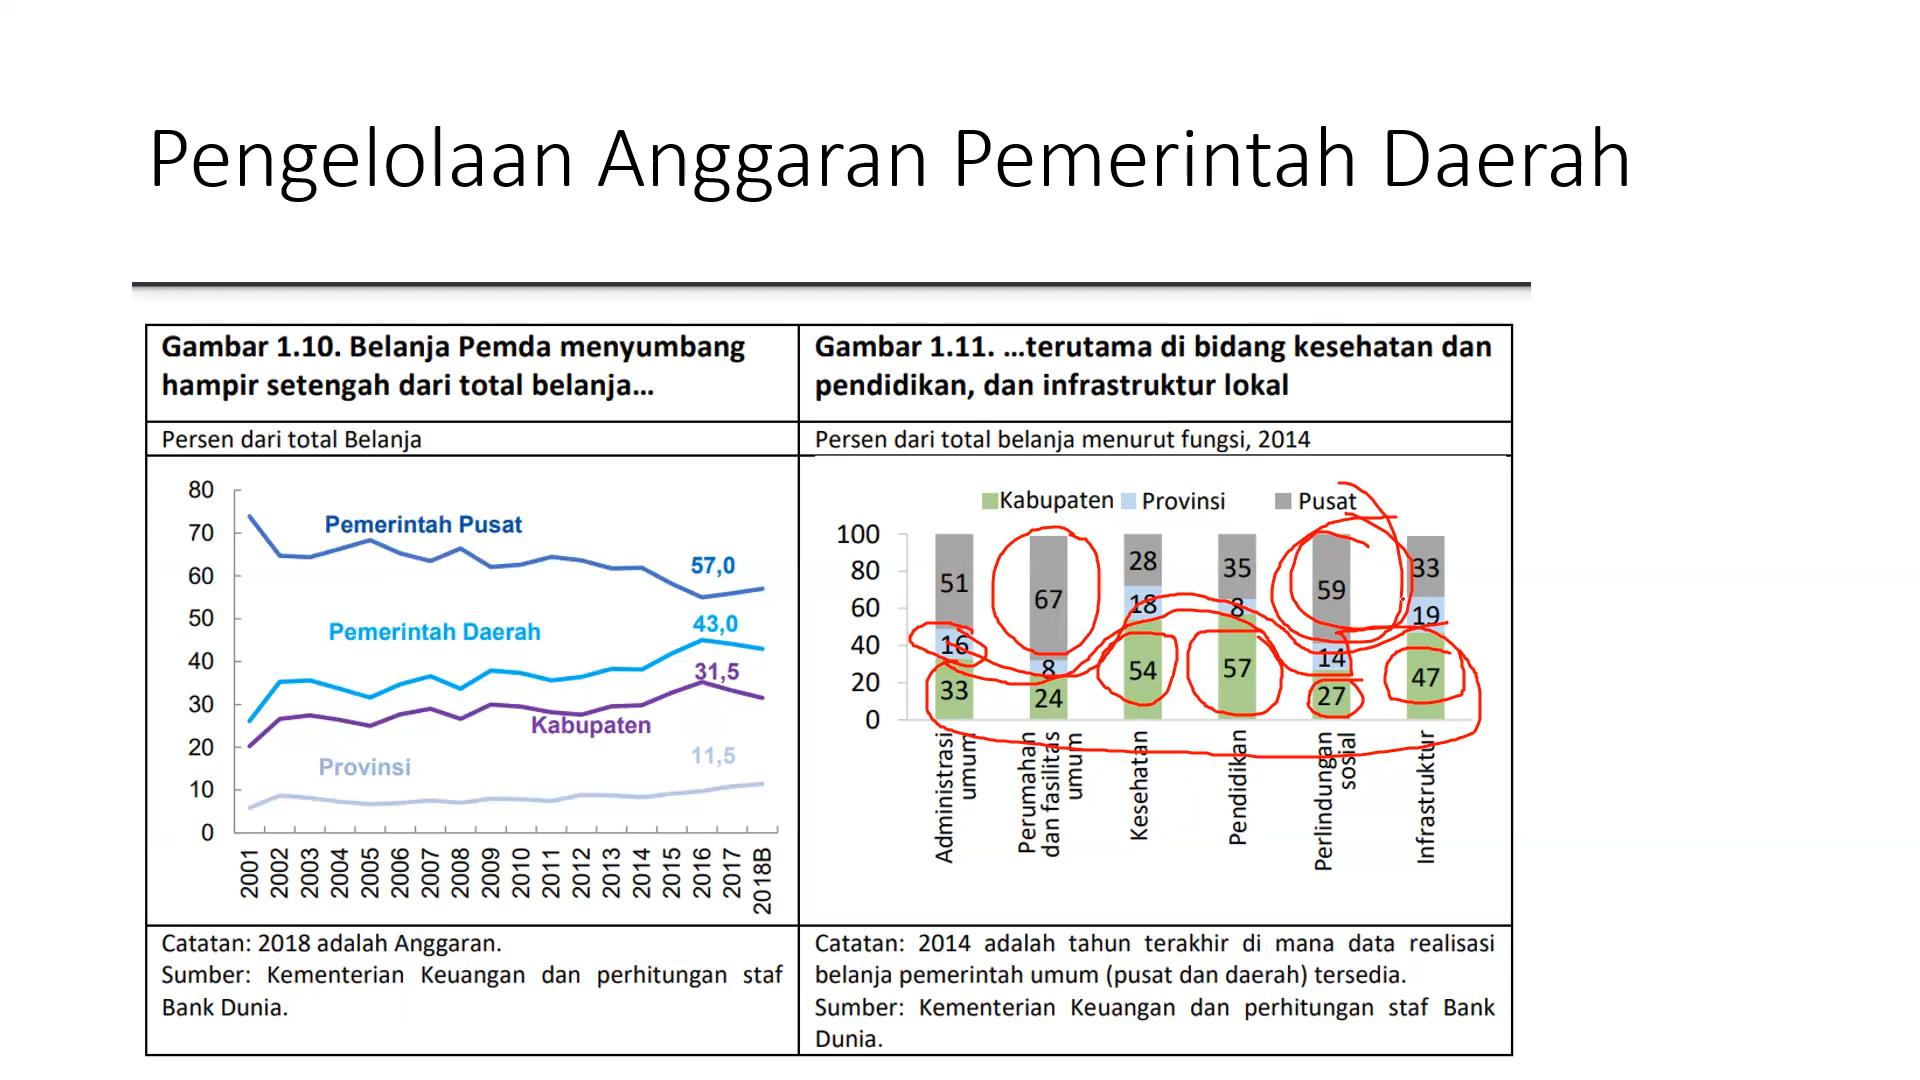 Pengelolaan Anggaran Pemerintah Daerah
Gambar 1.10. Belanja Pemda menyumbang
hampir setengah dari total belanja…
Persen dari total Belanja
80
70
60
50
40
30
20
10
0
Pemerintah Pusat
57,0
Pemerintah Daerah
43,0
31,5
Kabupaten
Provinsi
11,5
2001
2002
2003
2004
2005
2006
2007
2008
2009
2010
2011
2012
2013
2014
2015
2016
2017
2018B
Catatan: 2018 adalah Anggaran.
Sumber: Kementerian Keuangan dan perhitungan staf
Bank Dunia.
Gambar 1.11. …terutama di bidang kesehatan dan
pendidikan, dan infrastruktur lokal
Persen dari total belanja menurut fungsi, 2014
Kabupaten Provinsi Pusat
100
80
60
40
20
0
51
16
33
67
8
24
28
18
54
35
8
57
59
14
27
33
19
47
Administrasi
umum
Perumahan
dan fasilitas
umum
Kesehatan
Pendidikan
Perlindungan
sosial
Infrastruktur
Catatan: 2014 adalah tahun terakhir di mana data realisasi
belanja pemerintah umum (pusat dan daerah) tersedia.
Sumber: Kementerian Keuangan dan perhitungan staf Bank
Dunia.